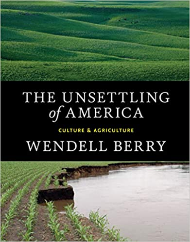 THE UNSETTLING
of AMERICA
CULTURE & AGRICULTURE
WENDELL BERRY